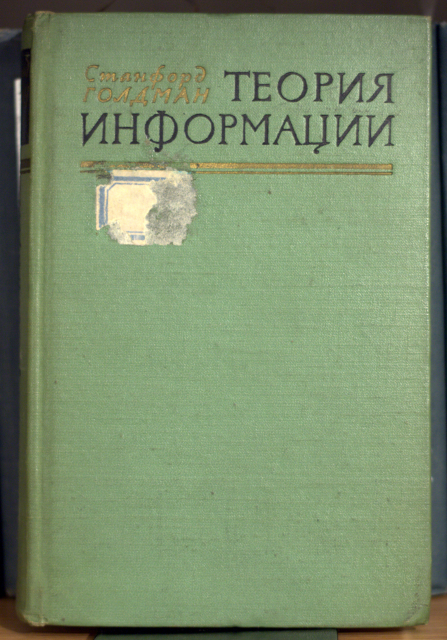 Стэнфорд
ГОЛДМАН
ТЕОРИЯ
ИНФОРМАЦИИ